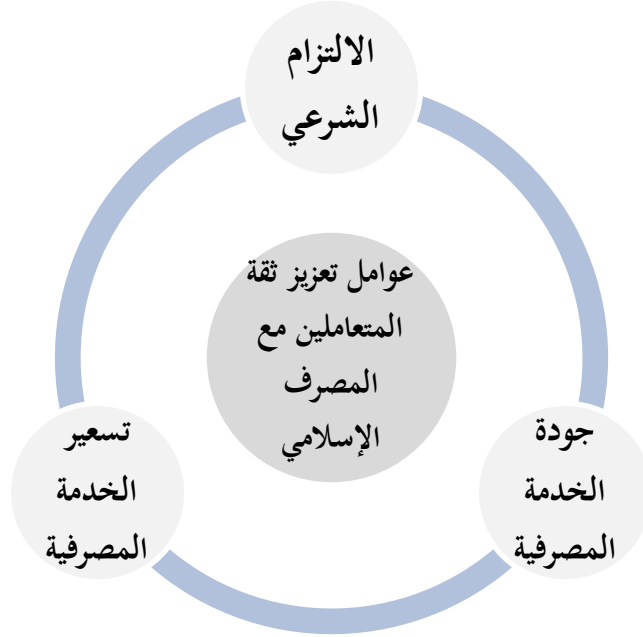 الالتزام
الشرعي
عوامل تعزيز ثقة
المتعاملين مع
المصرف
الإسلامي
جودة
الخدمة
المصرفية
تسعير
الخدمة
المصرفية